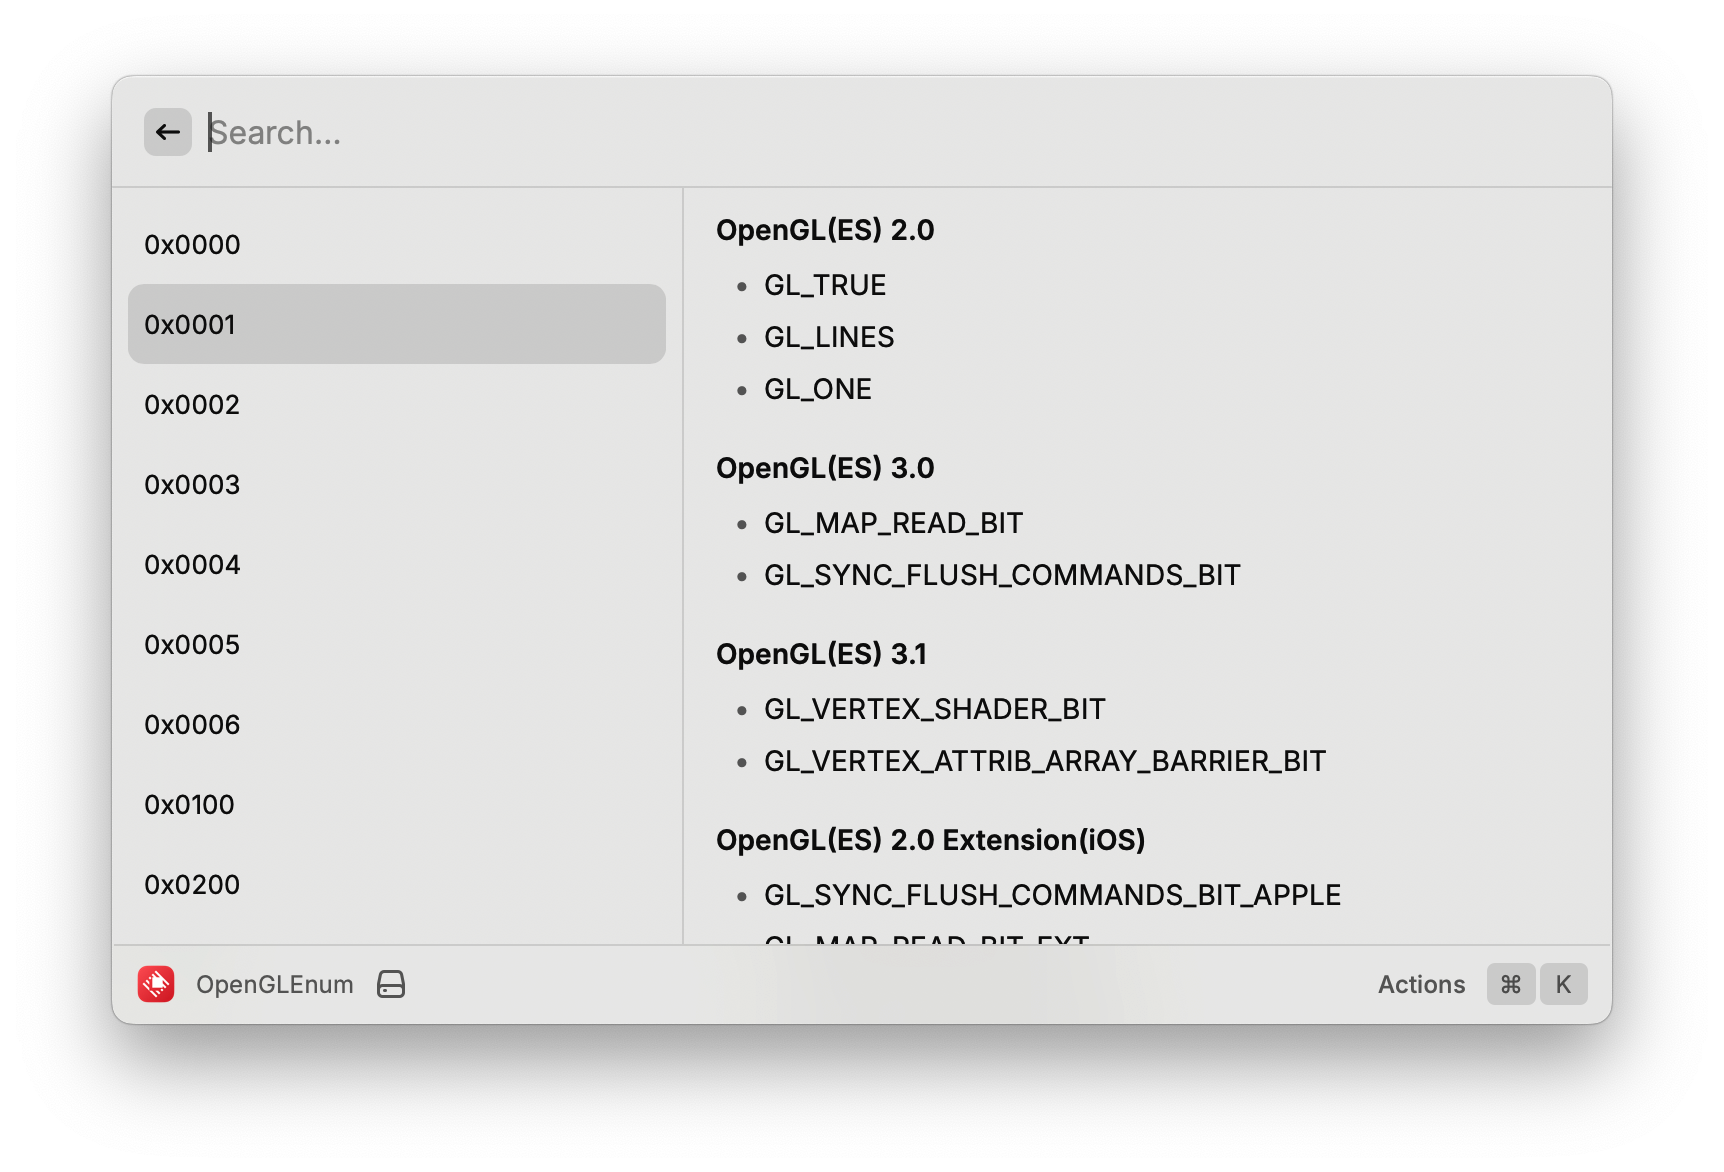 Search...
0x0000
0x0001
0x0002
0x0003
0x0004
0x0005
0x0006
0x0100
0x0200
OpenGL(ES) 2.0
GL_TRUE
GL_LINES
GL_ONE
OpenGL(ES) 3.0
GL_MAP_READ_BIT
GL_SYNC_FLUSH_COMMANDS_BIT
OpenGL(ES) 3.1
GL_VERTEX_SHADER_BIT
GL_VERTEX_ATTRIB_ARRAY_BARRIER_BIT
OpenGL(ES) 2.0 Extension(iOS)
GL_SYNC_FLUSH_COMMANDS_BIT_APPLE
GL_MAP_READ_BIT_EXT
OpenGLEnum
Actions ⌘ K